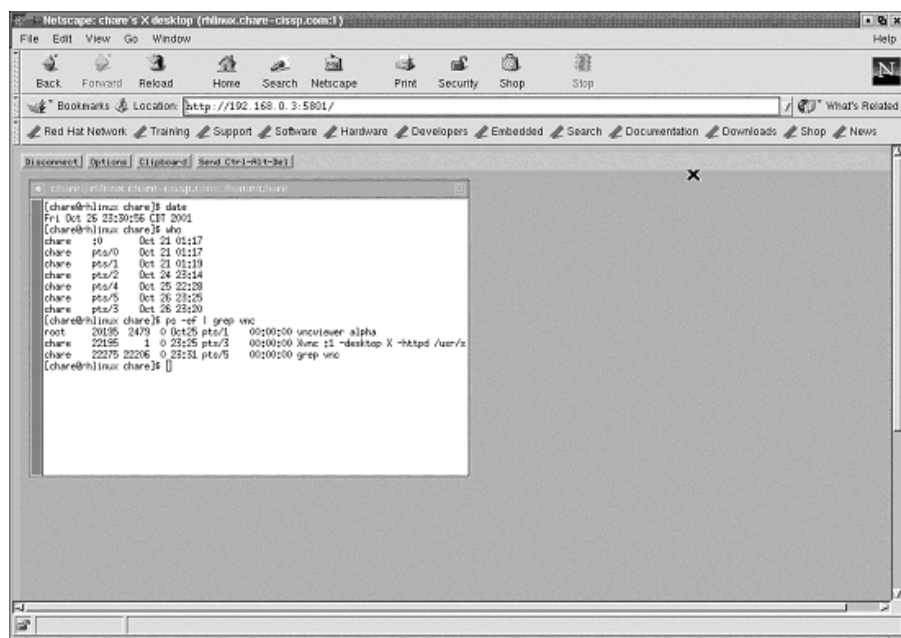 Netscape: chare's X desktop (rhlinux.chare-cissp.com:1)
File Edit View Go Window Help
Back Forward Reload Home Search Netscape Print Security Shop Stop
N
Bookmarks Location: http://192.168.0.3:5801/ What's Related
Red Hat Network Training Support Software Hardware Developers Embedded Search Documentation Downloads Shop News
Disconnect Options Clipboard Send Ctrl-Alt-Del
chare@rhlinux.chare-cissp.com: /home/chare
[chare@rhlinux chare]$ date
Fri Oct 26 23:30:56 CDT 2001
[chare@rhlinux chare]$ who
chare :0 Oct 21 01:17
chare pts/0 Oct 21 01:17
chare pts/1 Oct 21 01:19
chare pts/2 Oct 24 23:14
chare pts/4 Oct 25 22:28
chare pts/5 Oct 26 23:25
chare pts/3 Oct 26 23:20
[chare@rhlinux chare]$ ps -ef | grep vnc
root 20195 2479 0 Oct25 pts/1 00:00:00 vncviewer alpha
chare 22195 1 0 23:25 pts/3 00:00:00 Xvnc :1 -desktop X -httpd /usr/s
chare 22275 22206 0 23:31 pts/5 00:00:00 grep vnc
[chare@rhlinux chare]$